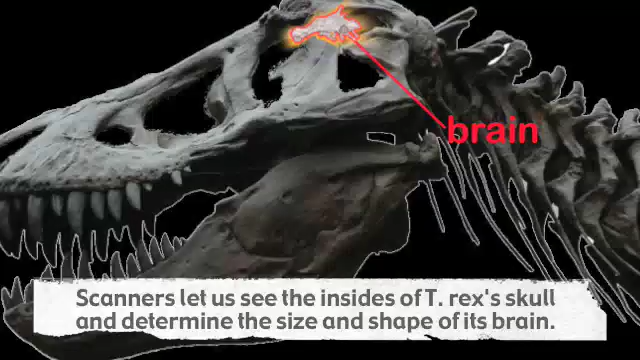 brain
Scanners let us see the insides of T. rex's skull
and determine the size and shape of its brain.